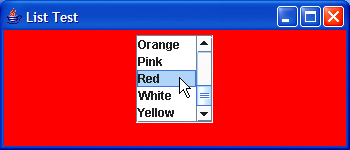 List Test
Orange
Pink
Red
White
Yellow